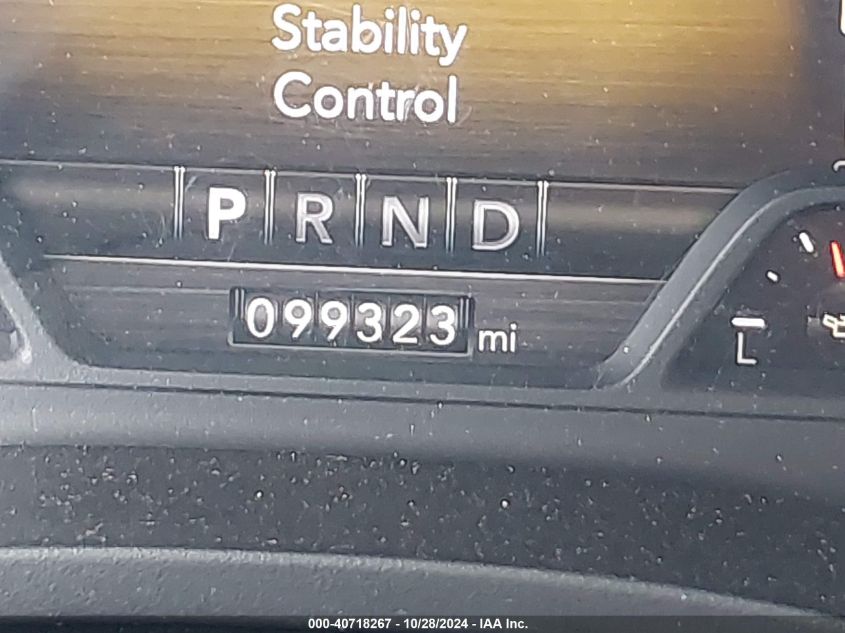 Stability
Control
P R N D
099323 mi
L
000-40718267 - 10/28/2024 - IAA Inc.